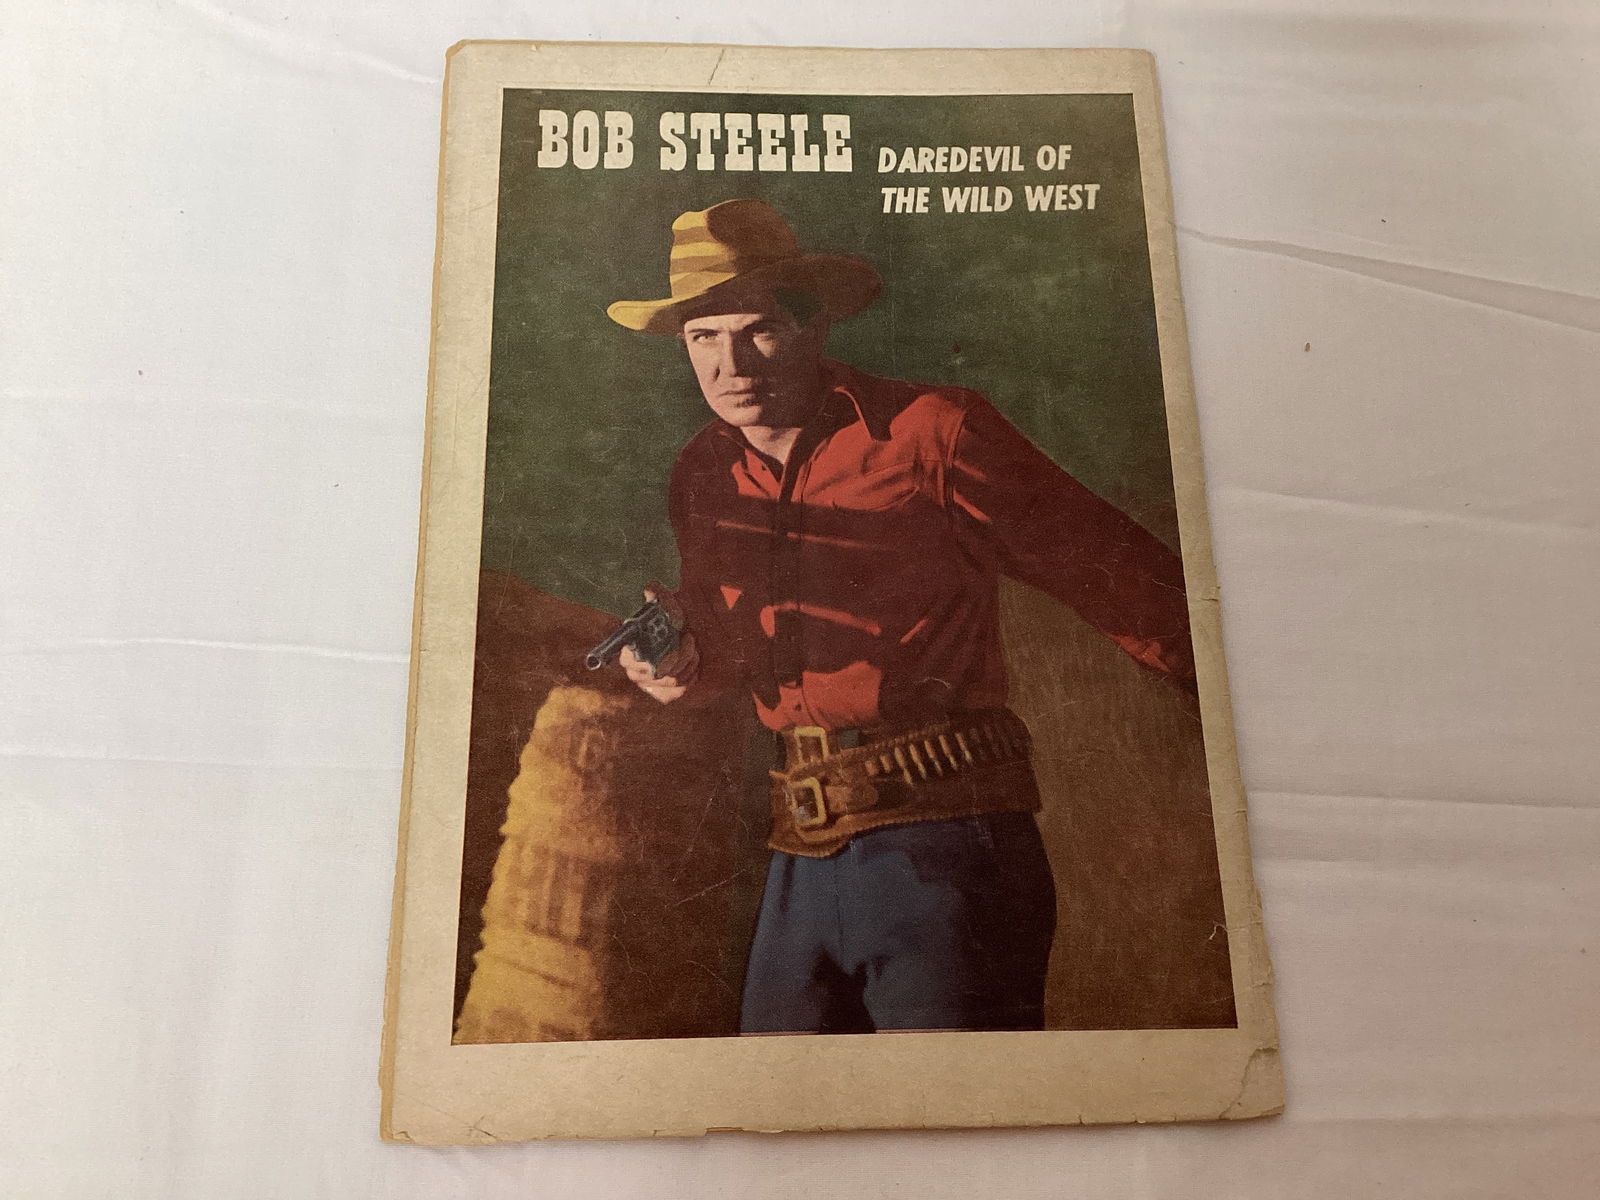 BOB STEELE
DAREDEVIL OF
THE WILD WEST